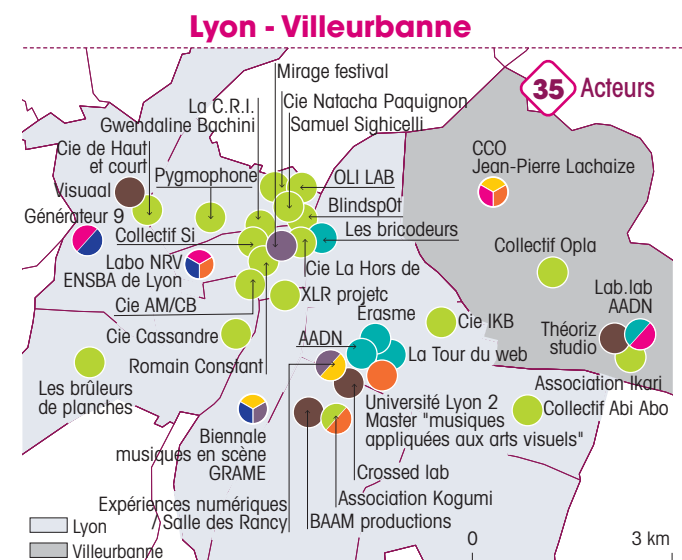 Lyon - Villeurbanne
35 Acteurs
Mirage festival
La C.R.I.
Cie Natacha Paquignon
Gwendaline Bachini
Samuel Sighicelli
Cie de Haut
et court
CCO
Jean-Pierre Lachaize
Pygmophone
OLI LAB
Visuaal
Blindsp0t
Générateur 9
Les bricodeurs
Collectif Si
Collectif Opla
Labo NRV
ENSBA de Lyon
Cie La Hors de
Cie AM/CB
XLR projetc
Lab.lab
AADN
Érasme
Cie IKB
Théoriz
studio
Cie Cassandre
AADN
La Tour du web
Romain Constant
Les brûleurs
de planches
Association Ikari
Université Lyon 2
Master "musiques
appliquées aux arts visuels"
Collectif Abi Abo
Biennale
musiques en scène
GRAME
Crossed lab
Expériences numériques
/ Salle des Rancy
Association Kogumi
BAAM productions
Lyon
Villeurbanne
0
3 km